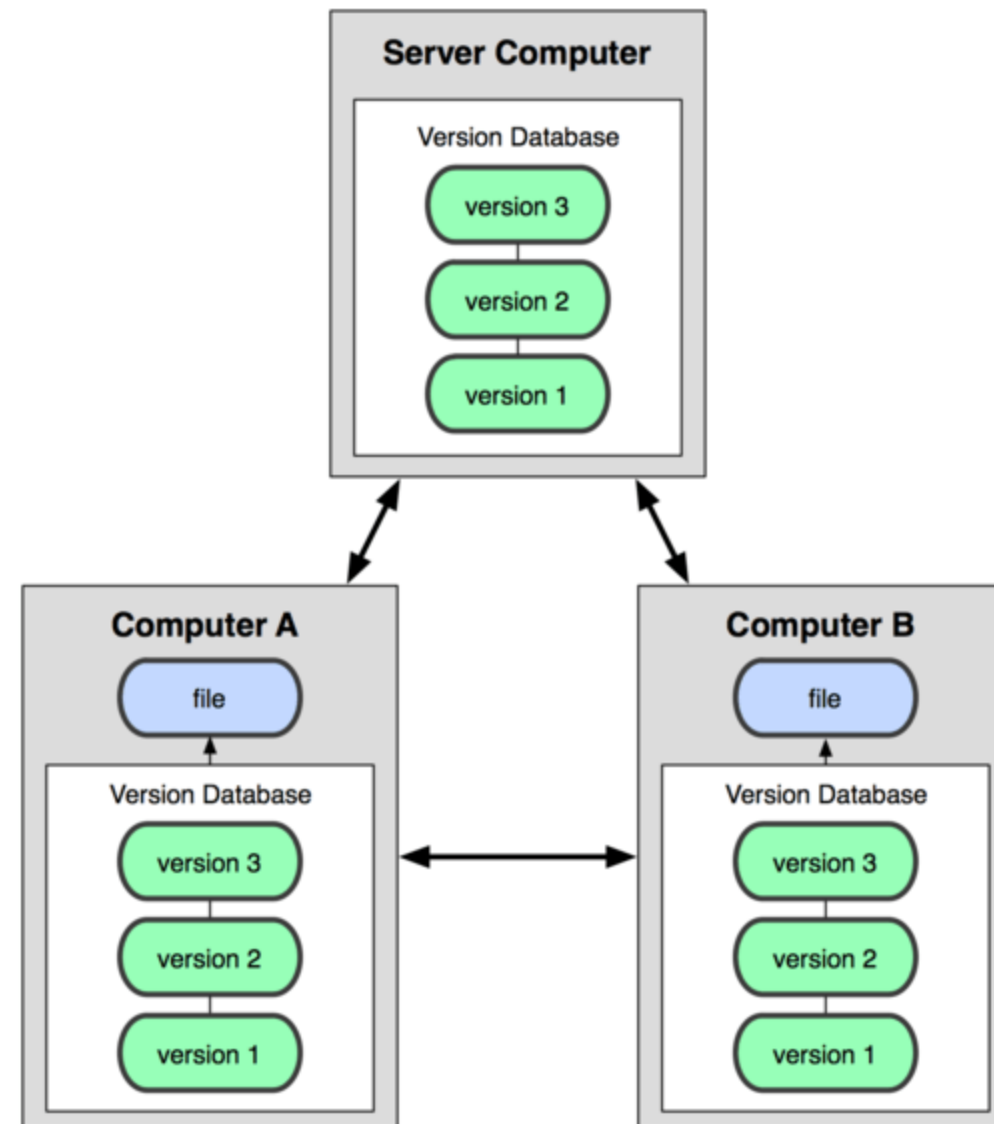 Server Computer
Version Database
version 3
version 2
version 1
Computer A
file
Version Database
version 3
version 2
version 1
Computer B
file
Version Database
version 3
version 2
version 1